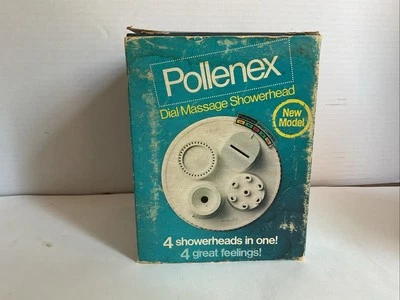 Pollenex
Dial Massage Showerhead
New
Model
4 showerheads in one!
4 great feelings!